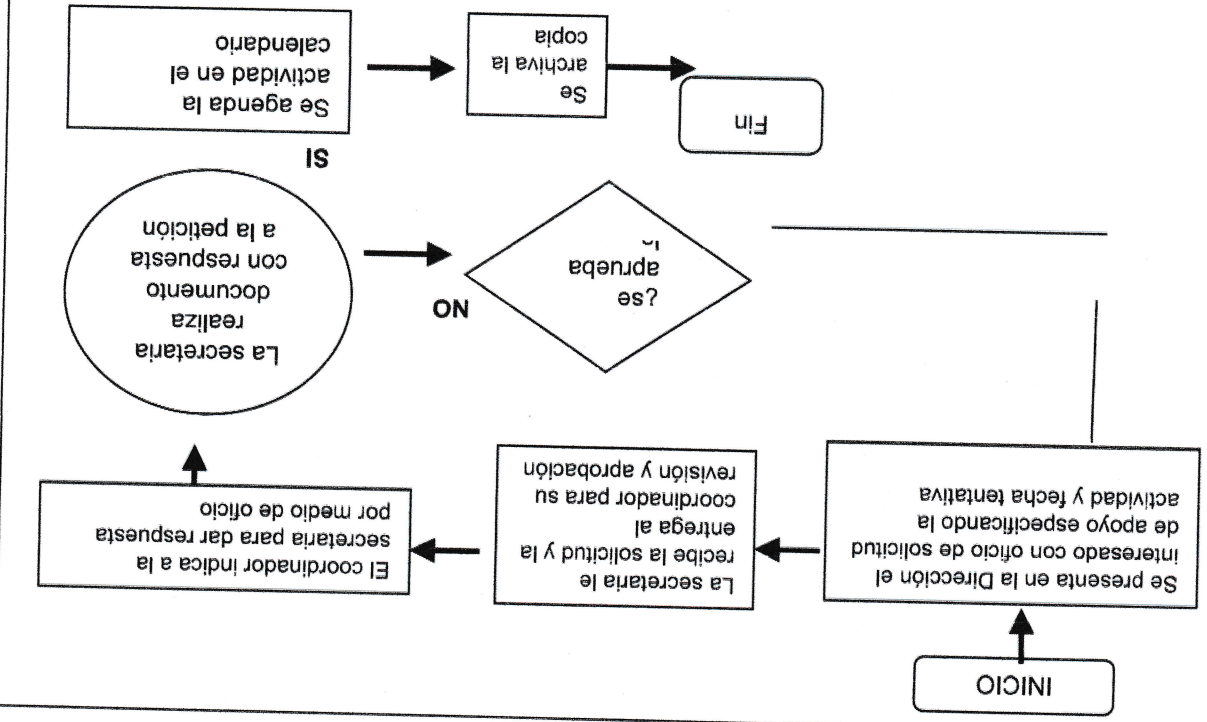 INICIO
Se presenta en la Dirección el
interesado con oficio de solicitud
de apoyo especificando la
actividad y fecha tentativa
La secretaria le
recibe la solicitud y la
entrega al
coordinador para su
revisión y aprobación
El coordinador indica a la
secretaria para dar respuesta
por medio de oficio
La secretaria
realiza
documento
con respuesta
a la petición
¿se
aprueba
NO
SI
Se agenda la
actividad en el
calendario
Se
archiva la
copia
Fin